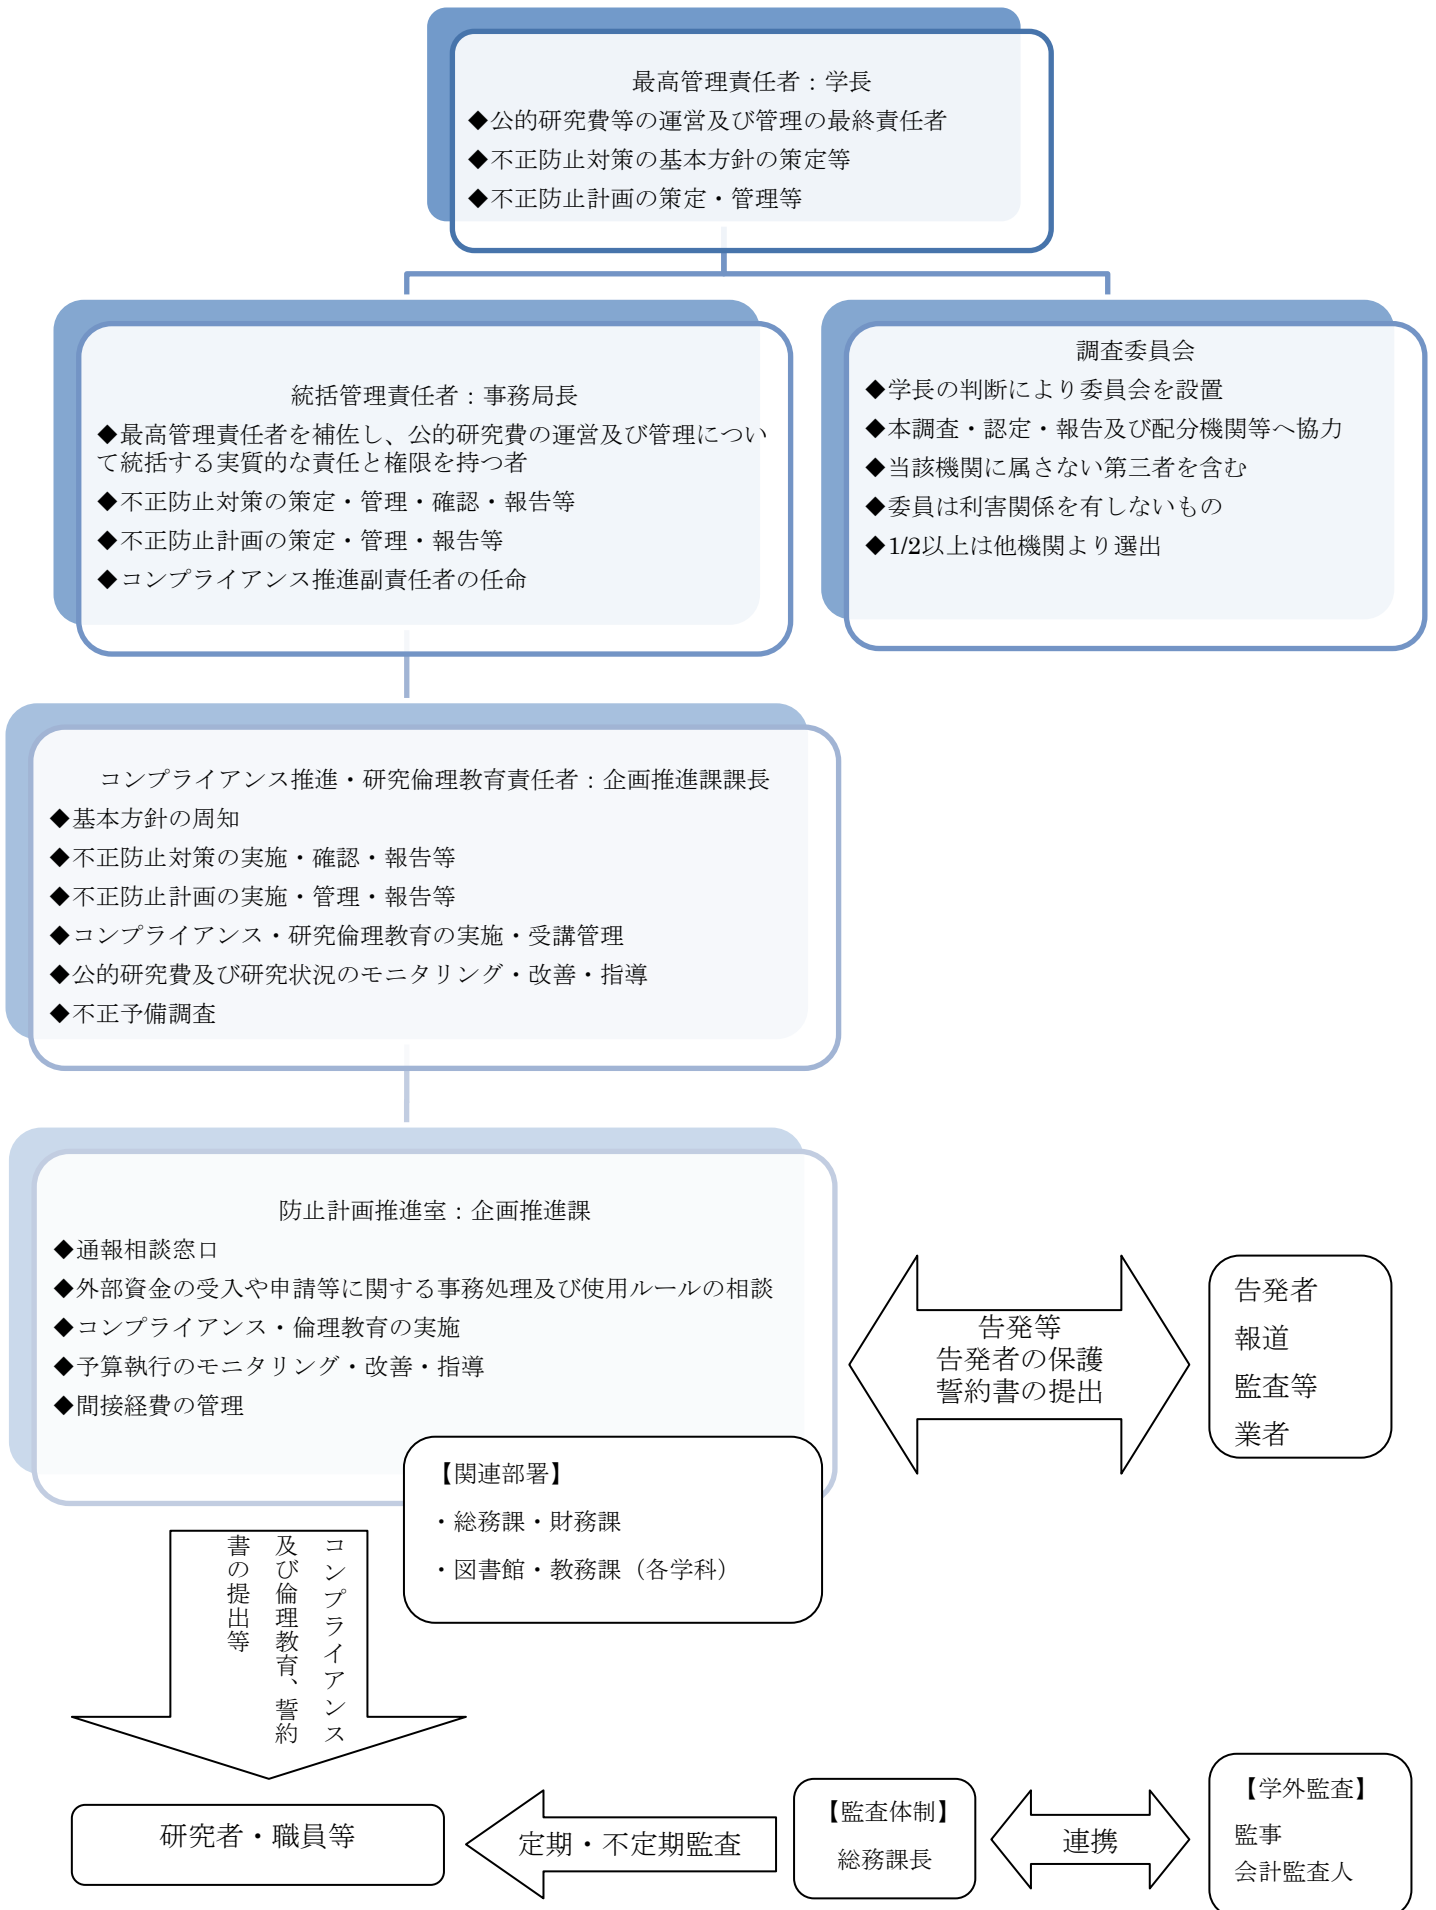 最高管理責任者：学長
◆公的研究費等の運営及び管理の最終責任者
◆不正防止対策の基本方針の策定等
◆不正防止計画の策定・管理等
統括管理責任者：事務局長
◆最高管理責任者を補佐し、公的研究費の運営及び管理につい
て統括する実質的な責任と権限を持つ者
◆不正防止対策の策定・管理・確認・報告等
◆不正防止計画の策定・管理・報告等
◆コンプライアンス推進副責任者の任命
調査委員会
◆学長の判断により委員会を設置
◆本調査・認定・報告及び配分機関等へ協力
◆当該機関に属さない第三者を含む
◆委員は利害関係を有しないもの
◆1/2以上は他機関より選出
コンプライアンス推進・研究倫理教育責任者：企画推進課課長
◆基本方針の周知
◆不正防止対策の実施・確認・報告等
◆不正防止計画の実施・管理・報告等
◆コンプライアンス・研究倫理教育の実施・受講管理
◆公的研究費及び研究状況のモニタリング・改善・指導
◆不正予備調査
防止計画推進室：企画推進課
◆通報相談窓口
◆外部資金の受入や申請等に関する事務処理及び使用ルールの相談
◆コンプライアンス・倫理教育の実施
◆予算執行のモニタリング・改善・指導
◆間接経費の管理
告発等
告発者の保護
誓約書の提出
告発者
報道
監査等
業者
【関連部署】
・総務課・財務課
・図書館・教務課（各学科）
コンプライアンス
及び倫理教育、誓約
書の提出等
研究者・職員等
定期・不定期監査
【監査体制】
総務課長
連携
【学外監査】
監事
会計監査人